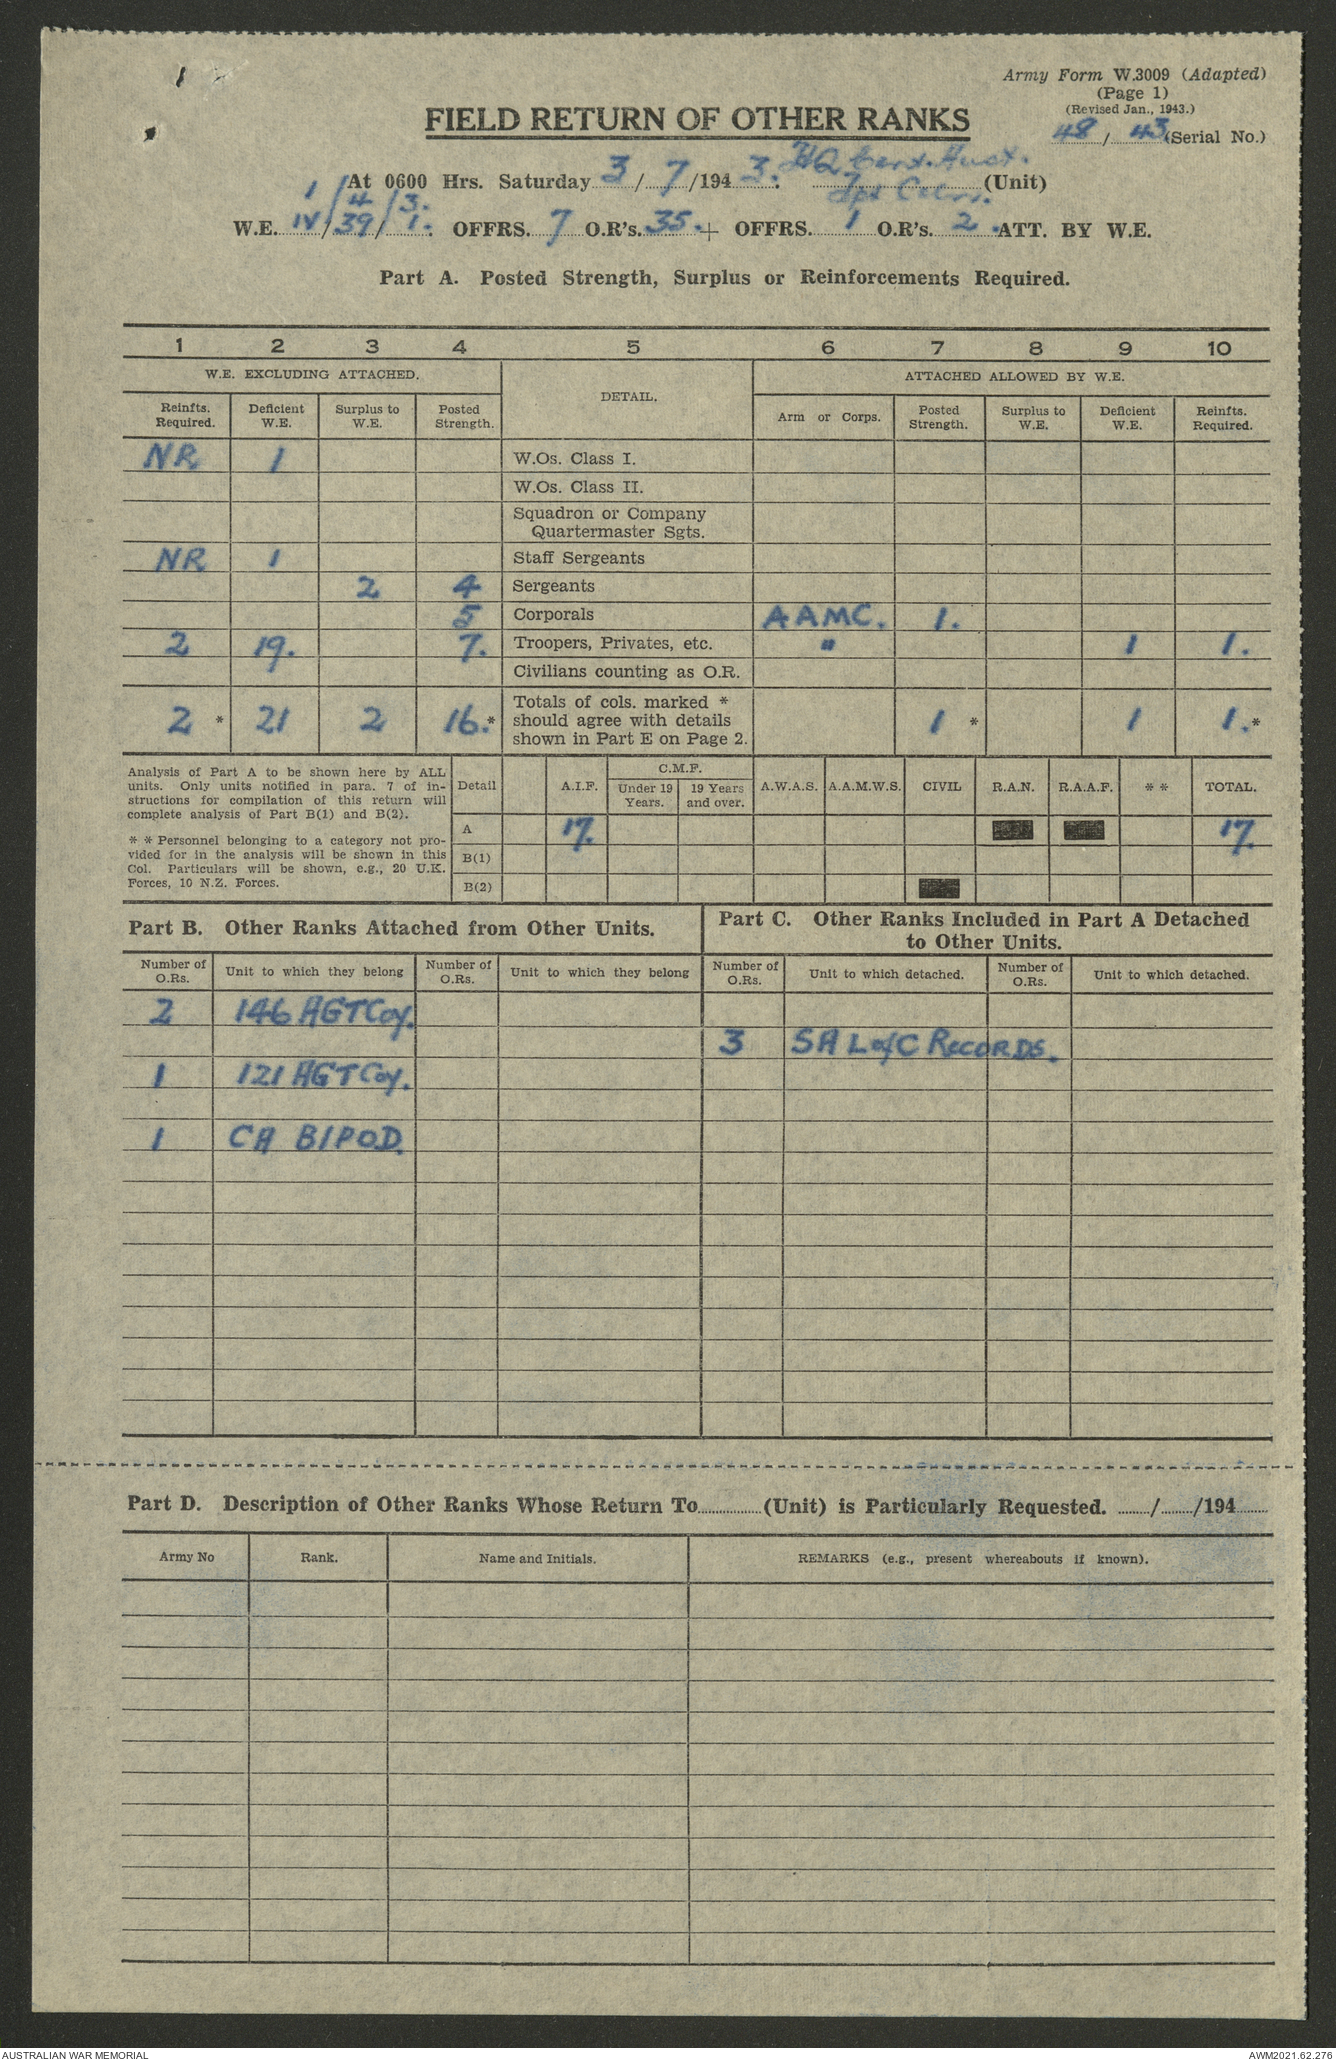 1
Army Form W.3009 (Adapted)
(Page 1)
(Revised Jan., 1943.)
48 / 43 (Serial No.)
FIELD RETURN OF OTHER RANKS
At 0600 Hrs. Saturday 3 / 7 /194 3. HQ Cent. Aust. (Unit)
1 / 4 / 3.
W.E. IV / 39 / 1. OFFRS. 7 O.R's. 35. + OFFRS. 1 O.R's. 2. ATT. BY W.E.
Part A. Posted Strength, Surplus or Reinforcements Required.
1 2 3 4 5 6 7 8 9 10
W.E. EXCLUDING ATTACHED. DETAIL. ATTACHED ALLOWED BY W.E.
Reinfts. Required. Deficient W.E. Surplus to W.E. Posted Strength. Arm or Corps. Posted Strength. Surplus to W.E. Deficient W.E. Reinfts. Required.
NR 1 W.Os. Class I.
W.Os. Class II.
Squadron or Company
Quartermaster Sgts.
NR 1 Staff Sergeants
2 4 Sergeants
5 Corporals AAMC. 1.
2 19. 7. Troopers, Privates, etc. " 1 1.
Civilians counting as O.R.
Totals of cols. marked *
2 * 21 2 16. * should agree with details 1 * 1 1. *
shown in Part E on Page 2.
Analysis of Part A to be shown here by ALL
units. Only units notified in para. 7 of in-
structions for compilation of this return will
complete analysis of Part B(1) and B(2).
* * Personnel belonging to a category not pro-
vided for in the analysis will be shown in this
Col. Particulars will be shown, e.g., 20 U.K.
Forces, 10 N.Z. Forces.
Detail A.I.F. C.M.F. Under 19 Years. 19 Years and over. A.W.A.S. A.A.M.W.S. CIVIL R.A.N. R.A.A.F. * * TOTAL.
A 17. 17.
B(1)
B(2)
Part B. Other Ranks Attached from Other Units.
Part C. Other Ranks Included in Part A Detached
to Other Units.
Number of O.Rs. Unit to which they belong Number of O.Rs. Unit to which they belong Number of O.Rs. Unit to which detached. Number of O.Rs. Unit to which detached.
2 146 AGT Coy.
3 SA L of C RECORDS.
1 121 AGT Coy.
1 CA BIPOD.
Part D. Description of Other Ranks Whose Return To (Unit) is Particularly Requested. / /194
Army No Rank. Name and Initials. REMARKS (e.g., present whereabouts if known).
AUSTRALIAN WAR MEMORIAL AWM2021.62.276